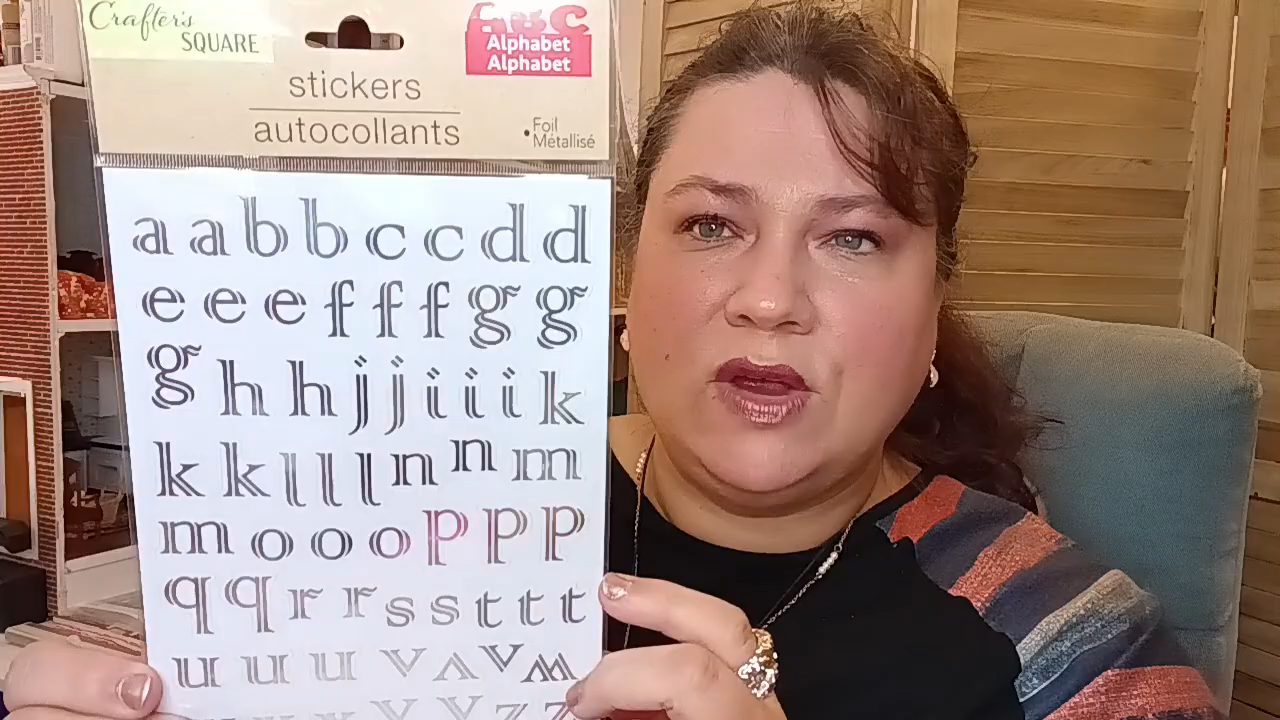 Crafter's
SQUARE
ABC
Alphabet
Alphabet
stickers
autocollants
• Foil
Métallisé
a a b b c c d d
e e e f f f g g
g h h j j i i i k
k k l l l n n m
m o o o p p p
q q r r s s t t t
u u u v v v